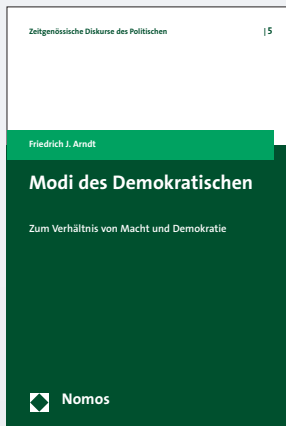 Zeitgenössische Diskurse des Politischen | 5
Friedrich J. Arndt
Modi des Demokratischen
Zum Verhältnis von Macht und Demokratie
Nomos